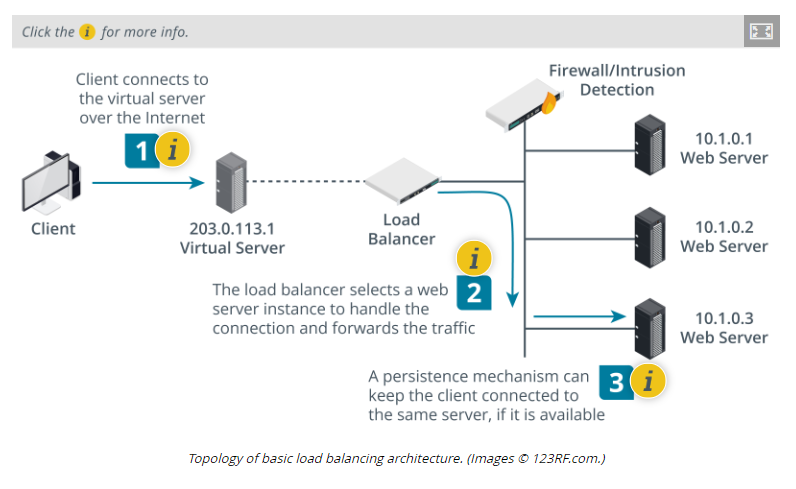 Click the i for more info.
Client connects to
the virtual server
over the Internet
1 i
Client
203.0.113.1
Virtual Server
Load
Balancer
Firewall/Intrusion
Detection
10.1.0.1
Web Server
10.1.0.2
Web Server
10.1.0.3
Web Server
i
2
The load balancer selects a web
server instance to handle the
connection and forwards the traffic
A persistence mechanism can
keep the client connected to
the same server, if it is available
3 i
Topology of basic load balancing architecture. (Images © 123RF.com.)